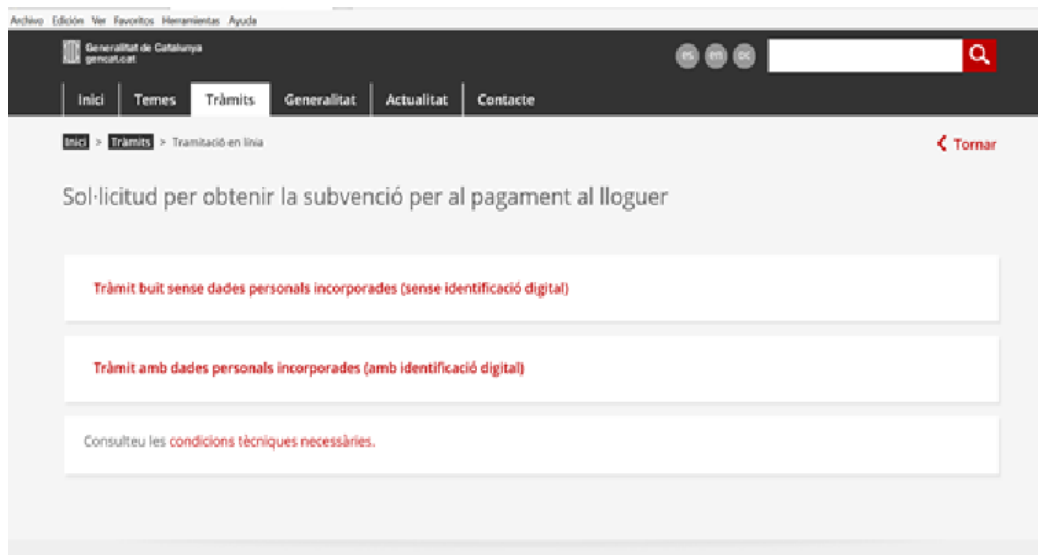 Archivo Edición Ver Favoritos Herramientas Ayuda
Generalitat de Catalunya
gencat.cat
es en oc
Inici Temes Tràmits Generalitat Actualitat Contacte
Inici > Tràmits > Tramitació en línia
Tornar
Sol·licitud per obtenir la subvenció per al pagament al lloguer
Tràmit buit sense dades personals incorporades (sense identificació digital)
Tràmit amb dades personals incorporades (amb identificació digital)
Consulteu les condicions tècniques necessàries.